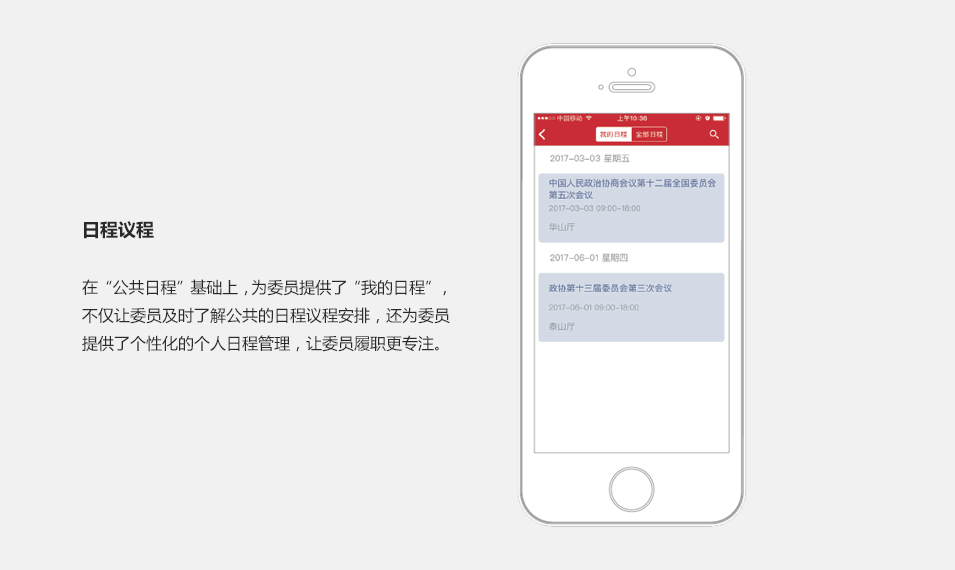 日程议程
在“公共日程”基础上，为委员提供了“我的日程”，
不仅让委员及时了解公共的日程议程安排，还为委员
提供了个性化的个人日程管理，让委员履职更专注。
中国移动 上午10:36
我的日程 全部日程
2017-03-03 星期五
中国人民政治协商会议第十二届全国委员会
第五次会议
2017-03-03 09:00-18:00
华山厅
2017-06-01 星期四
政协第十三届委员会第三次会议
2017-06-01 09:00-18:00
泰山厅